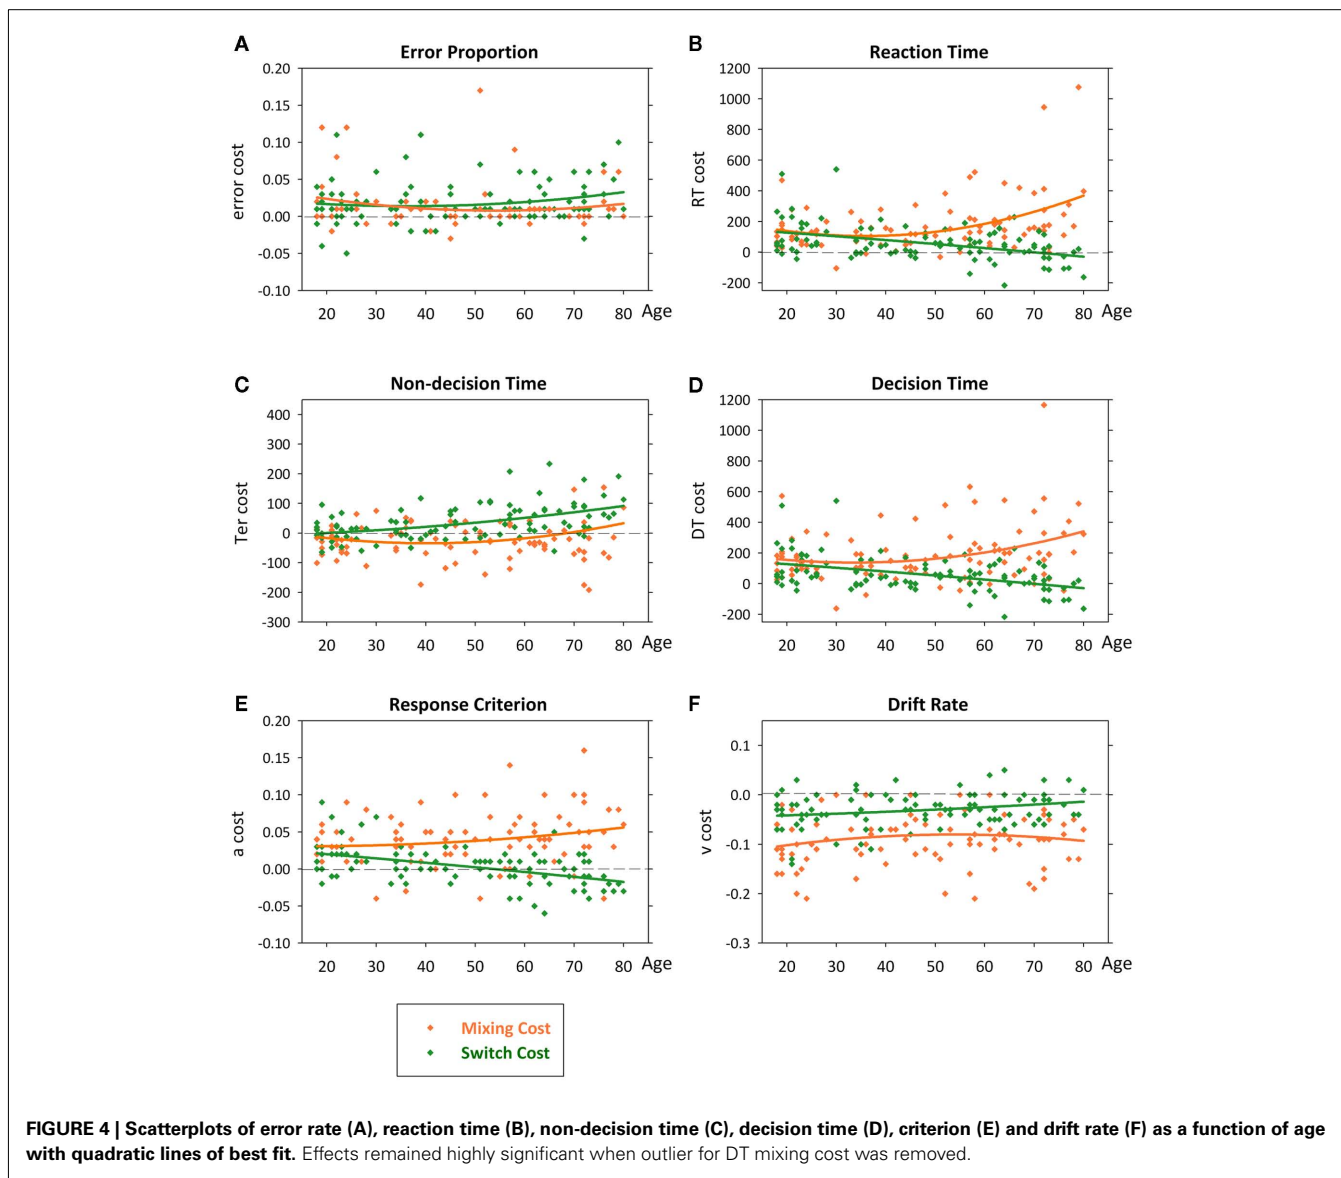 A
Error Proportion
0.20
0.15
0.10
0.05
0.00
-0.05
-0.10
error cost
20 30 40 50 60 70 80 Age
B
Reaction Time
1200
1000
800
600
400
200
0
-200
RT cost
20 30 40 50 60 70 80 Age
C
Non-decision Time
400
300
200
100
0
-100
-200
-300
Ter cost
20 30 40 50 60 70 80 Age
D
Decision Time
1200
1000
800
600
400
200
0
-200
DT cost
20 30 40 50 60 70 80 Age
E
Response Criterion
0.20
0.15
0.10
0.05
0.00
-0.05
-0.10
a cost
20 30 40 50 60 70 80 Age
F
Drift Rate
0.1
0.0
-0.1
-0.2
-0.3
v cost
20 30 40 50 60 70 80 Age
Mixing Cost
Switch Cost
FIGURE 4 | Scatterplots of error rate (A), reaction time (B), non-decision time (C), decision time (D), criterion (E) and drift rate (F) as a function of age
with quadratic lines of best fit. Effects remained highly significant when outlier for DT mixing cost was removed.